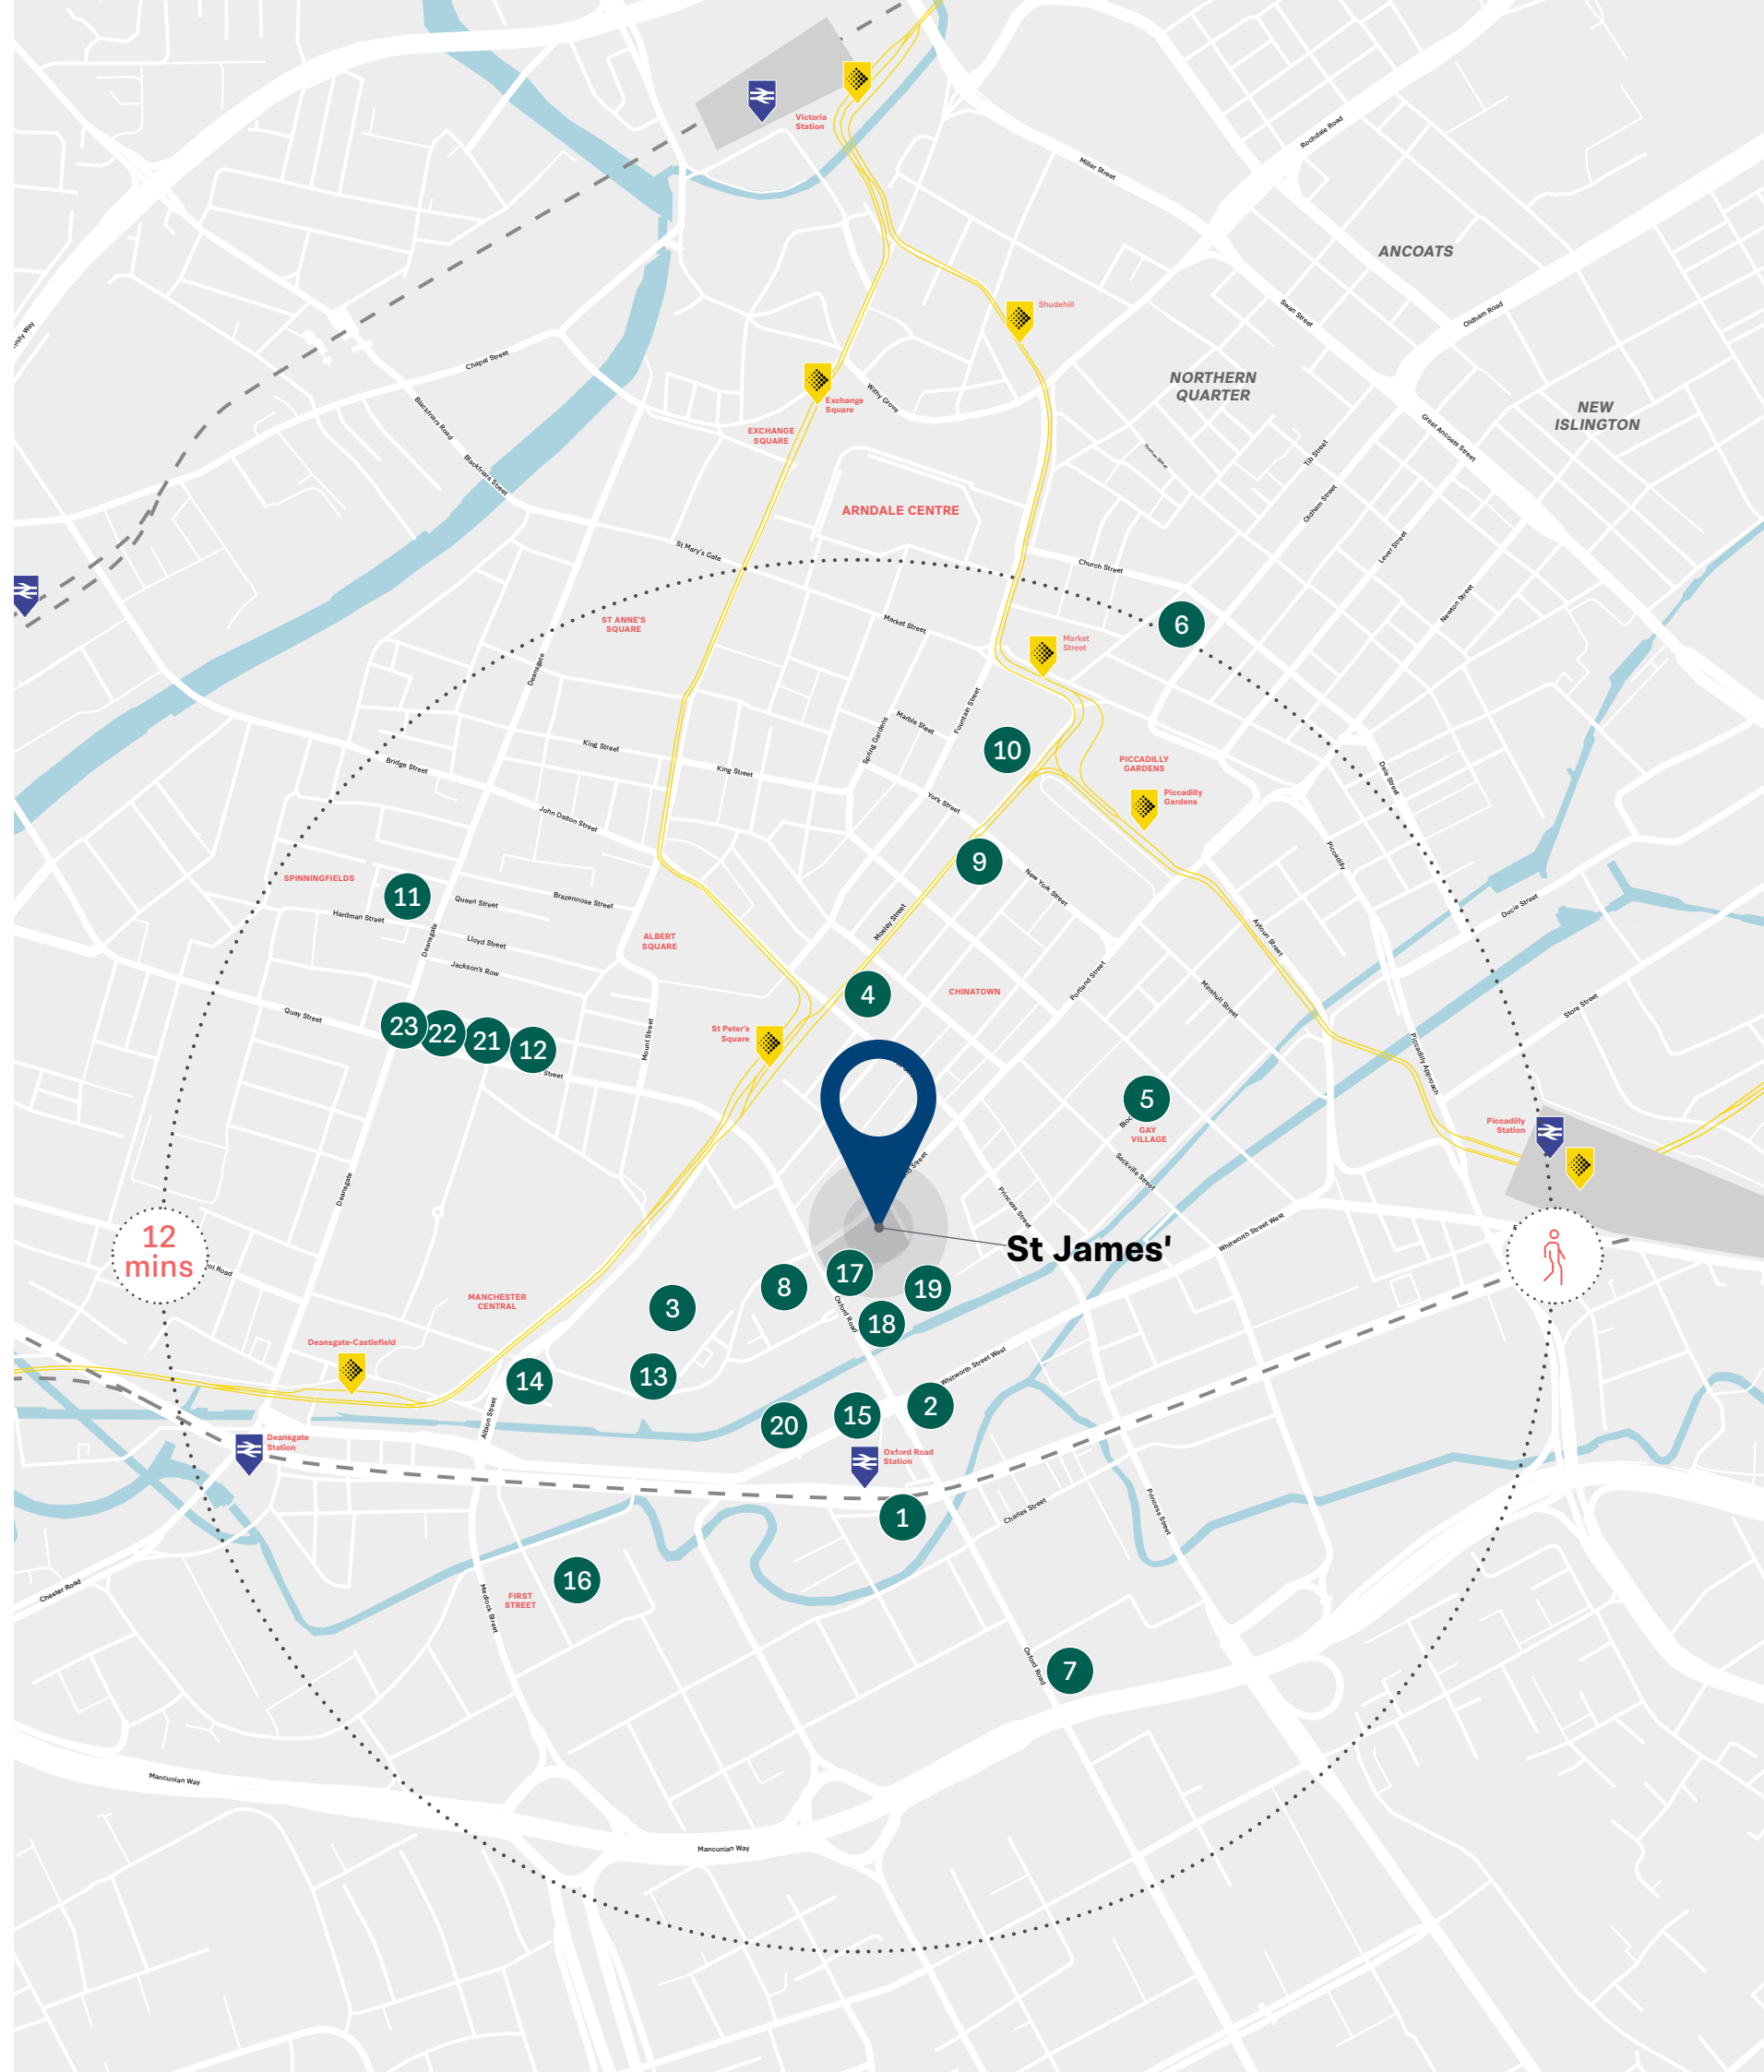 Victoria
Station
Rochdale Road
Miller Street
ANCOATS
Shudehill
Swan Street
Oldham Road
Chapel Street
NORTHERN
QUARTER
Withy Grove
Exchange
Square
EXCHANGE
SQUARE
Blackfriars Road
NEW
ISLINGTON
Great Ancoats Street
Tib Street
Thomas Street
Blackfriars Street
Oldham Street
ARNDALE CENTRE
St Mary's Gate
Lever Street
Church Street
Newton Street
ST ANNE'S
SQUARE
Market Street
6
Market
Street
Deansgate
Fountain Street
Marble Steet
Spring Gardens
King Street
10
King Street
Bridge Street
PICCADILLY
GARDENS
Dale Street
Piccadilly
Gardens
York Street
John Dalton Street
Piccadilly
9
SPINNINGFIELDS
11
New York Street
Queen Street
Brazennose Street
Hardman Street
Ducie Street
Mosley Street
Aytoun Street
Deansgate
Lloyd Street
ALBERT
SQUARE
Jackson's Row
Portland Street
4
CHINATOWN
Minshull Street
Store Street
Quay Street
23
22
21
12
Street
Mount Street
St Peter's
Square
Piccadilly Approach
5
GAY
VILLAGE
Piccadilly
Station
Sackville Street
Deansgate
Princess Street
12
mins
Whitworth Street West
St James'
MANCHESTER
CENTRAL
3
8
17
19
18
Oxford Road
Deansgate-Castlefield
14
13
Whitworth Street West
Albion Street
20
15
2
Deansgate
Station
Oxford Road
Station
1
Charles Street
Princess Street
16
FIRST
STREET
Chester Road
Medlock Street
7
Oxford Road
Mancunian Way
Mancunian Way